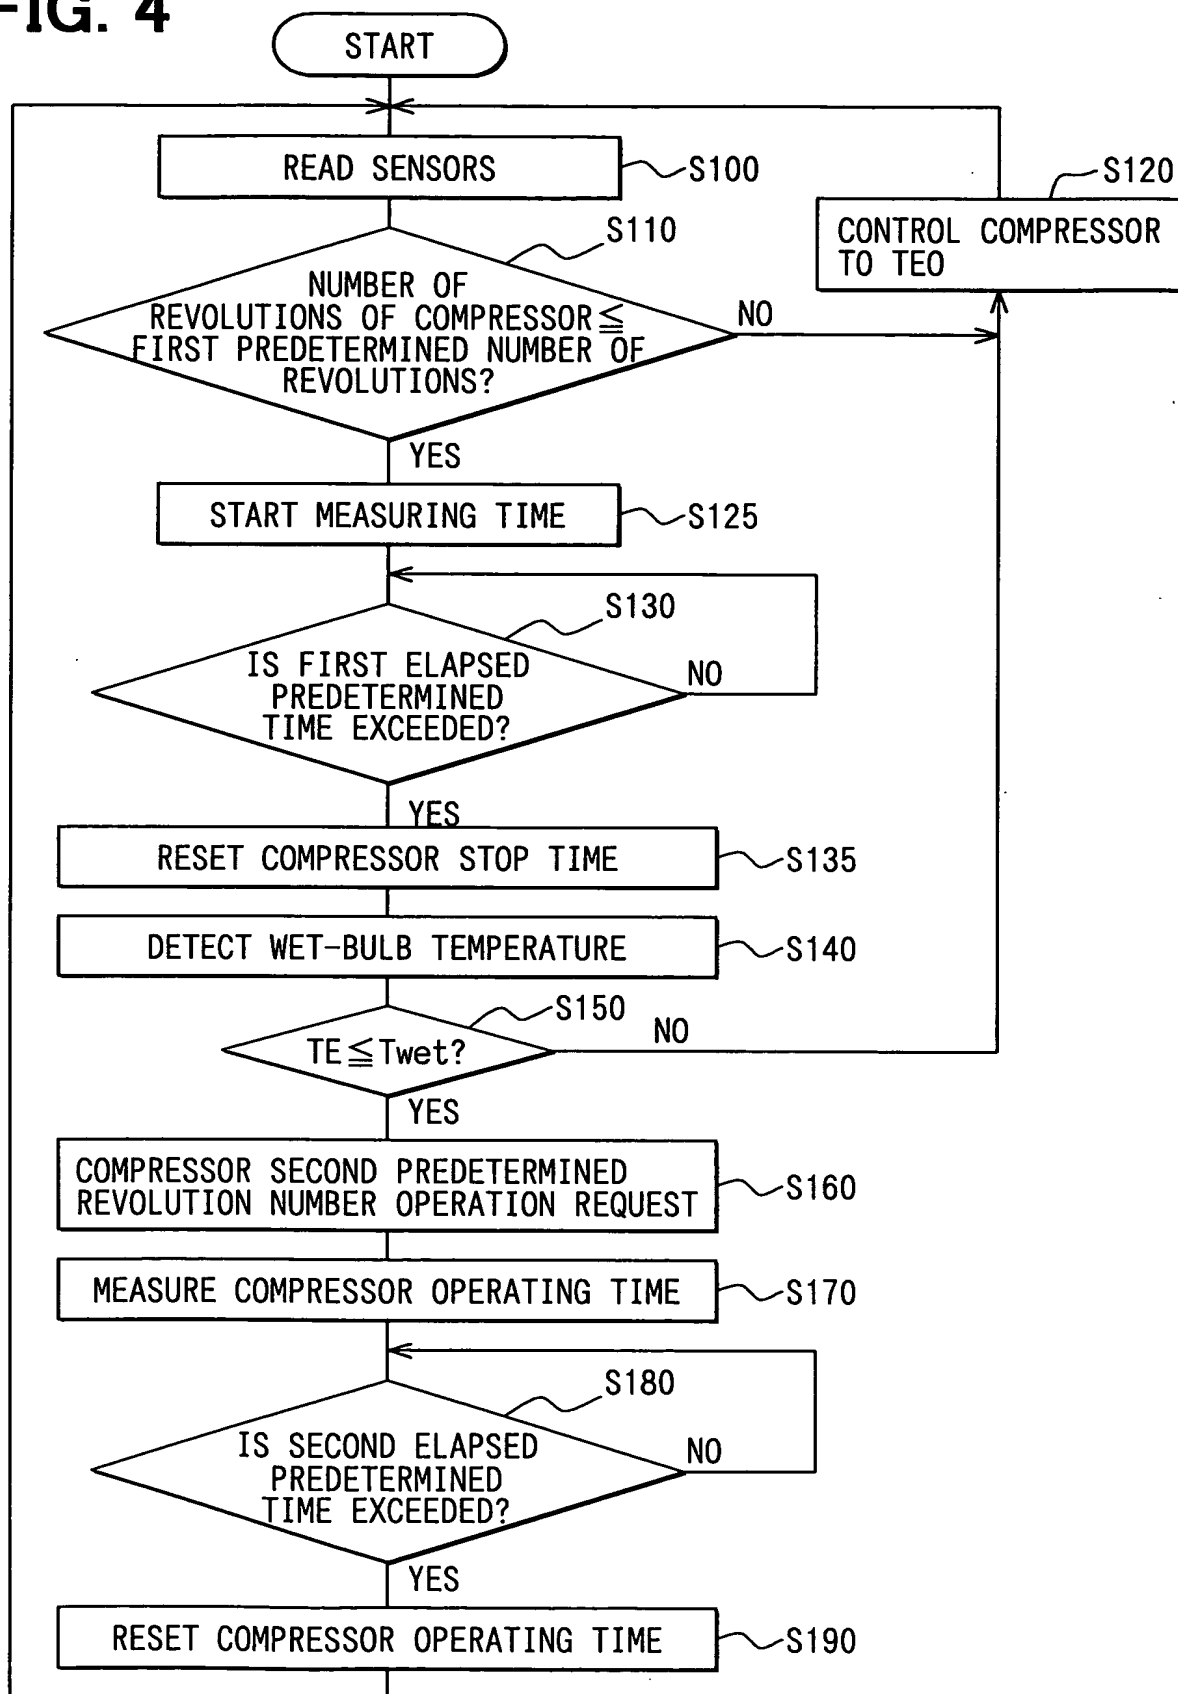 FIG. 4
START
READ SENSORS
S100
S120
CONTROL COMPRESSOR
TO TEO
S110
NUMBER OF
REVOLUTIONS OF COMPRESSOR≦
FIRST PREDETERMINED NUMBER OF
REVOLUTIONS?
NO
YES
START MEASURING TIME
S125
S130
IS FIRST ELAPSED
PREDETERMINED
TIME EXCEEDED?
NO
YES
RESET COMPRESSOR STOP TIME
S135
DETECT WET-BULB TEMPERATURE
S140
S150
TE≦Twet?
NO
YES
COMPRESSOR SECOND PREDETERMINED
REVOLUTION NUMBER OPERATION REQUEST
S160
MEASURE COMPRESSOR OPERATING TIME
S170
S180
IS SECOND ELAPSED
PREDETERMINED
TIME EXCEEDED?
NO
YES
RESET COMPRESSOR OPERATING TIME
S190